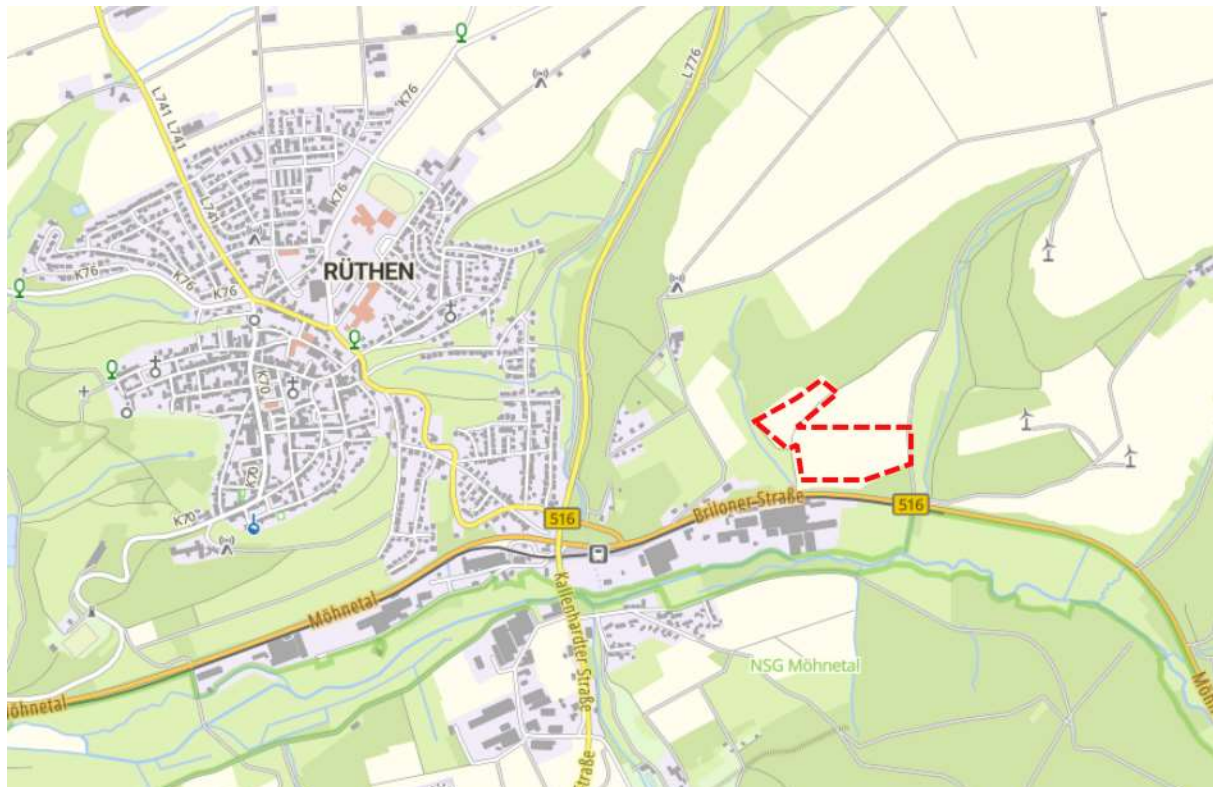 L741 L741
K76
L776
L741
K76
K76
K76
K76
RÜTHEN
K70
K70
K70
516
Briloner-Straße
516
Möhnetal
Kallenhardter Straße
NSG Möhnetal
Möhnetal
Möhn
Straße